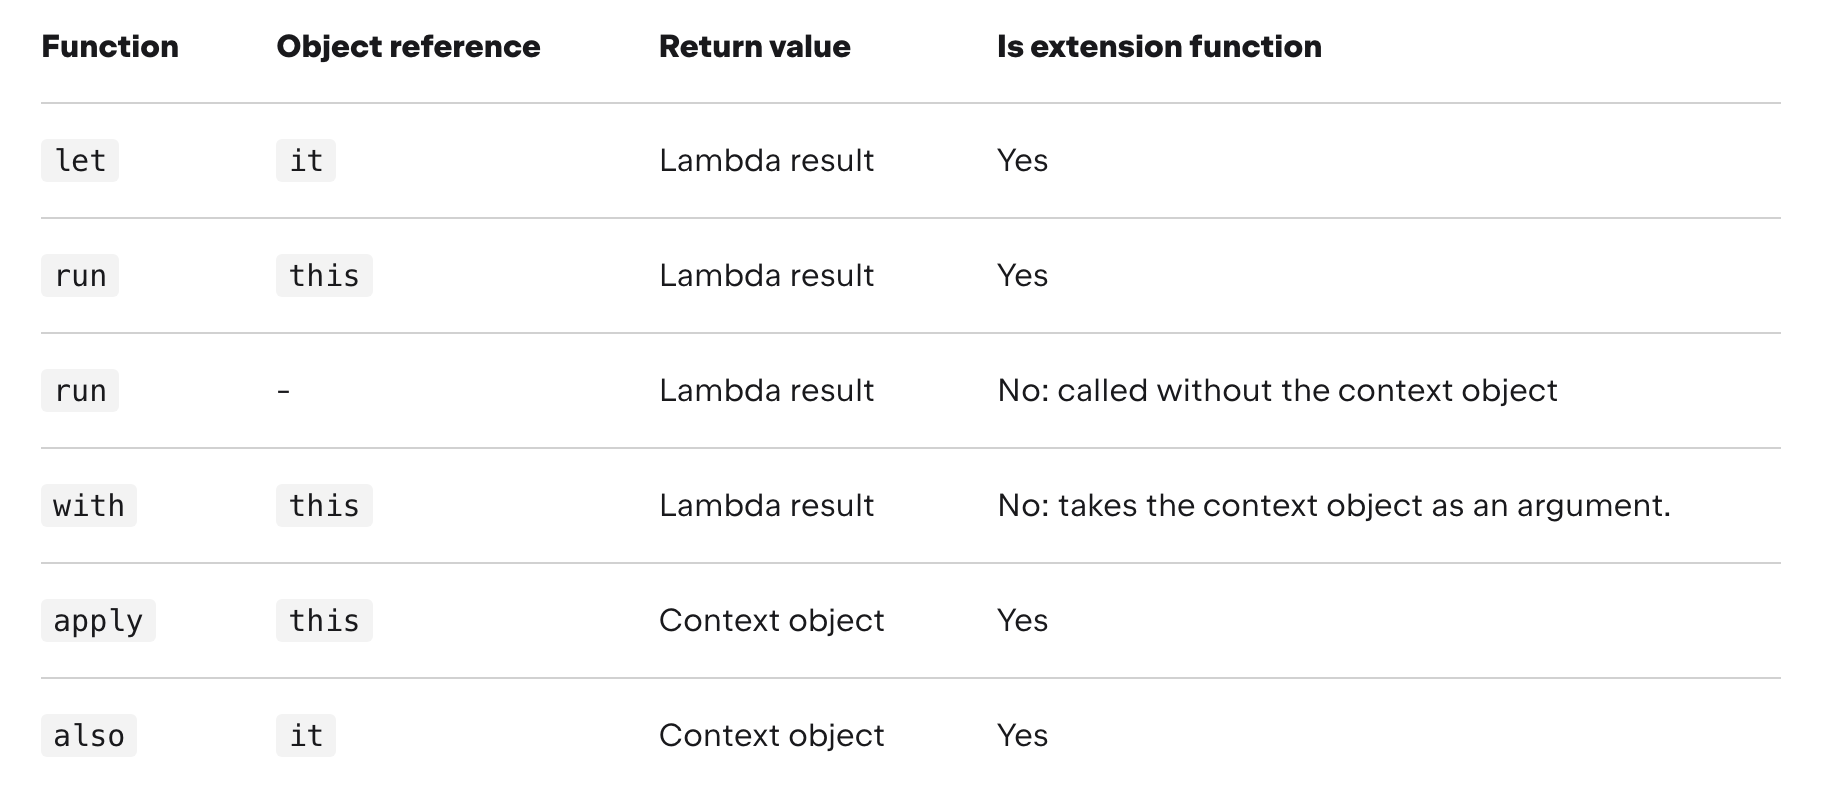 Function Object reference Return value Is extension function
let it Lambda result Yes
run this Lambda result Yes
run - Lambda result No: called without the context object
with this Lambda result No: takes the context object as an argument.
apply this Context object Yes
also it Context object Yes